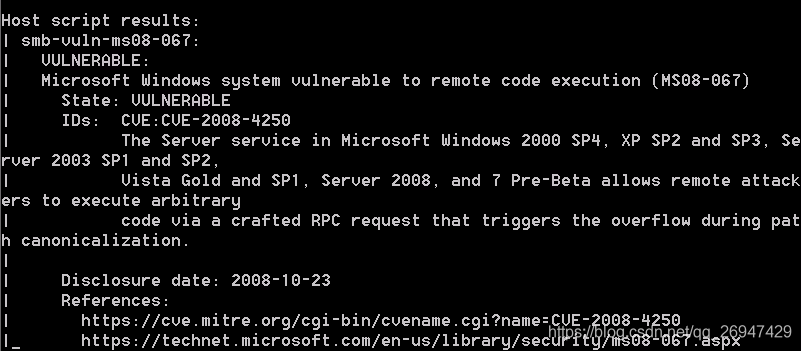 Host script results:
| smb-vuln-ms08-067:
|   VULNERABLE:
|   Microsoft Windows system vulnerable to remote code execution (MS08-067)
|     State: VULNERABLE
|     IDs:  CVE:CVE-2008-4250
|           The Server service in Microsoft Windows 2000 SP4, XP SP2 and SP3, Se
rver 2003 SP1 and SP2,
|           Vista Gold and SP1, Server 2008, and 7 Pre-Beta allows remote attack
ers to execute arbitrary
|           code via a crafted RPC request that triggers the overflow during pat
h canonicalization.
|
|     Disclosure date: 2008-10-23
|     References:
|       https://cve.mitre.org/cgi-bin/cvename.cgi?name=CVE-2008-4250
|_      https://technet.microsoft.com/en-us/library/security/ms08-067.aspx
https://blog.csdn.net/qq_26947429